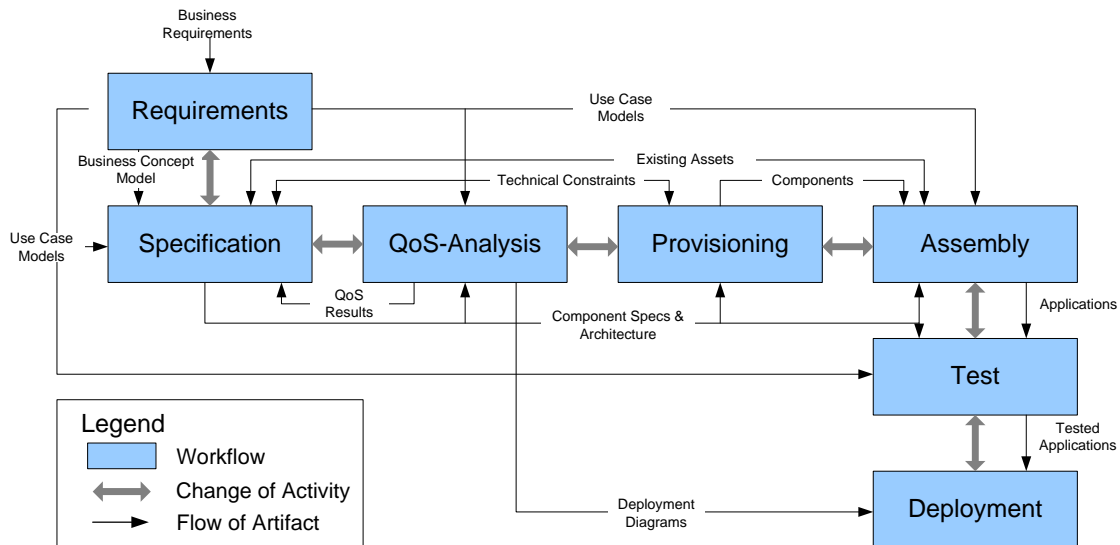 Business
Requirements
Requirements
Use Case
Models
Business Concept
Model
Existing Assets
Technical Constraints
Components
Use Case
Models
Specification
QoS-Analysis
Provisioning
Assembly
QoS
Results
Component Specs &
Architecture
Applications
Test
Tested
Applications
Legend
Workflow
Change of Activity
Flow of Artifact
Deployment
Diagrams
Deployment